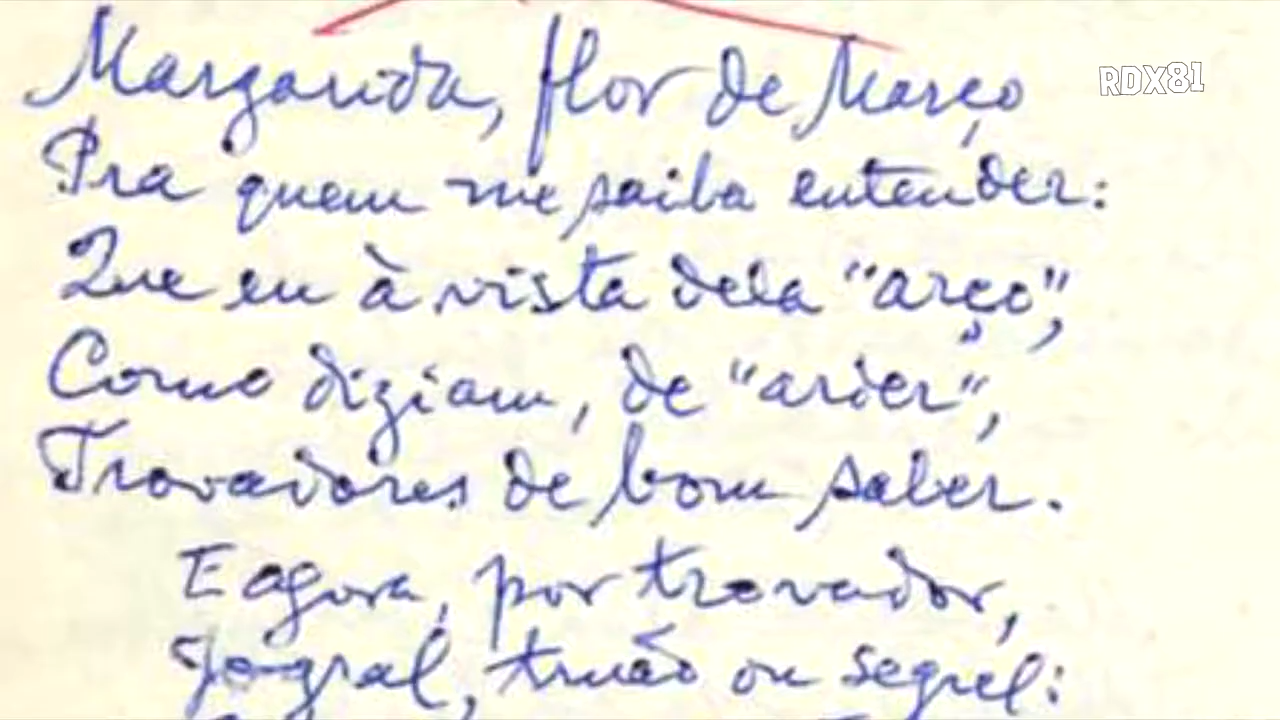 Margarida, flor de Março
RDX81
Pra quem me saiba entender:
Que eu à vista dela "arço",
Como diziam, de "arder",
Trovadores de bom saber.
E agora, por trovador,
Jogral, truão ou segrel: